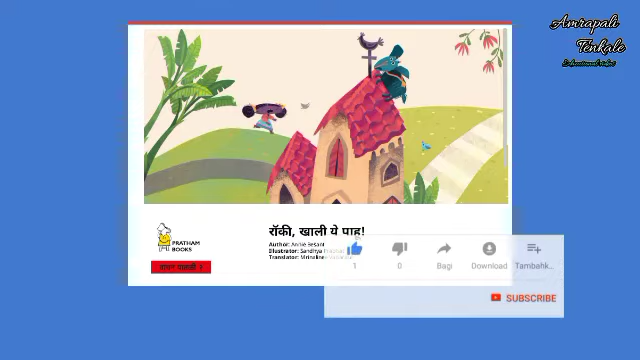 Amrapali
Tenkale
रॉकी, खाली ये पाहू!
PRATHAM
BOOKS
Author: Annie Besant
Illustrator: Sandhya
Translator:
1
0
Bagi
Download
Tambahk...
SUBSCRIBE